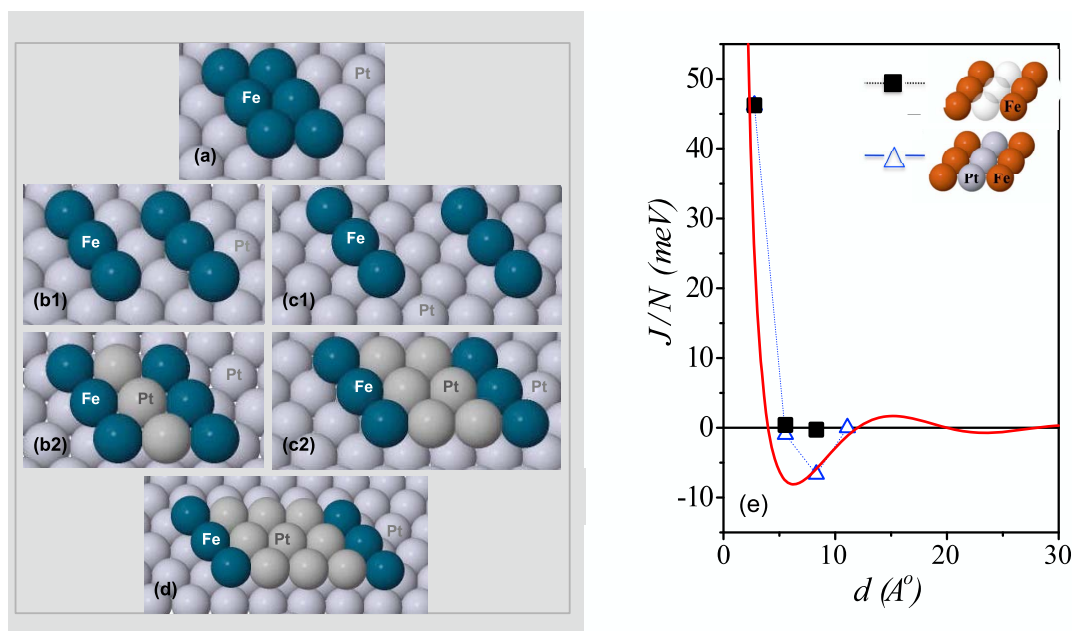 Pt
Fe
(a)
Fe
Pt
(b1)
Fe
(c1)
Pt
Fe
Pt
Pt
(b2)
Fe
Pt
Pt
(c2)
Fe
Pt
Pt
(d)
J/N (meV)
50
40
30
20
10
0
-10
Fe
Pt Fe
(e)
0 10 20 30
d (Aº)